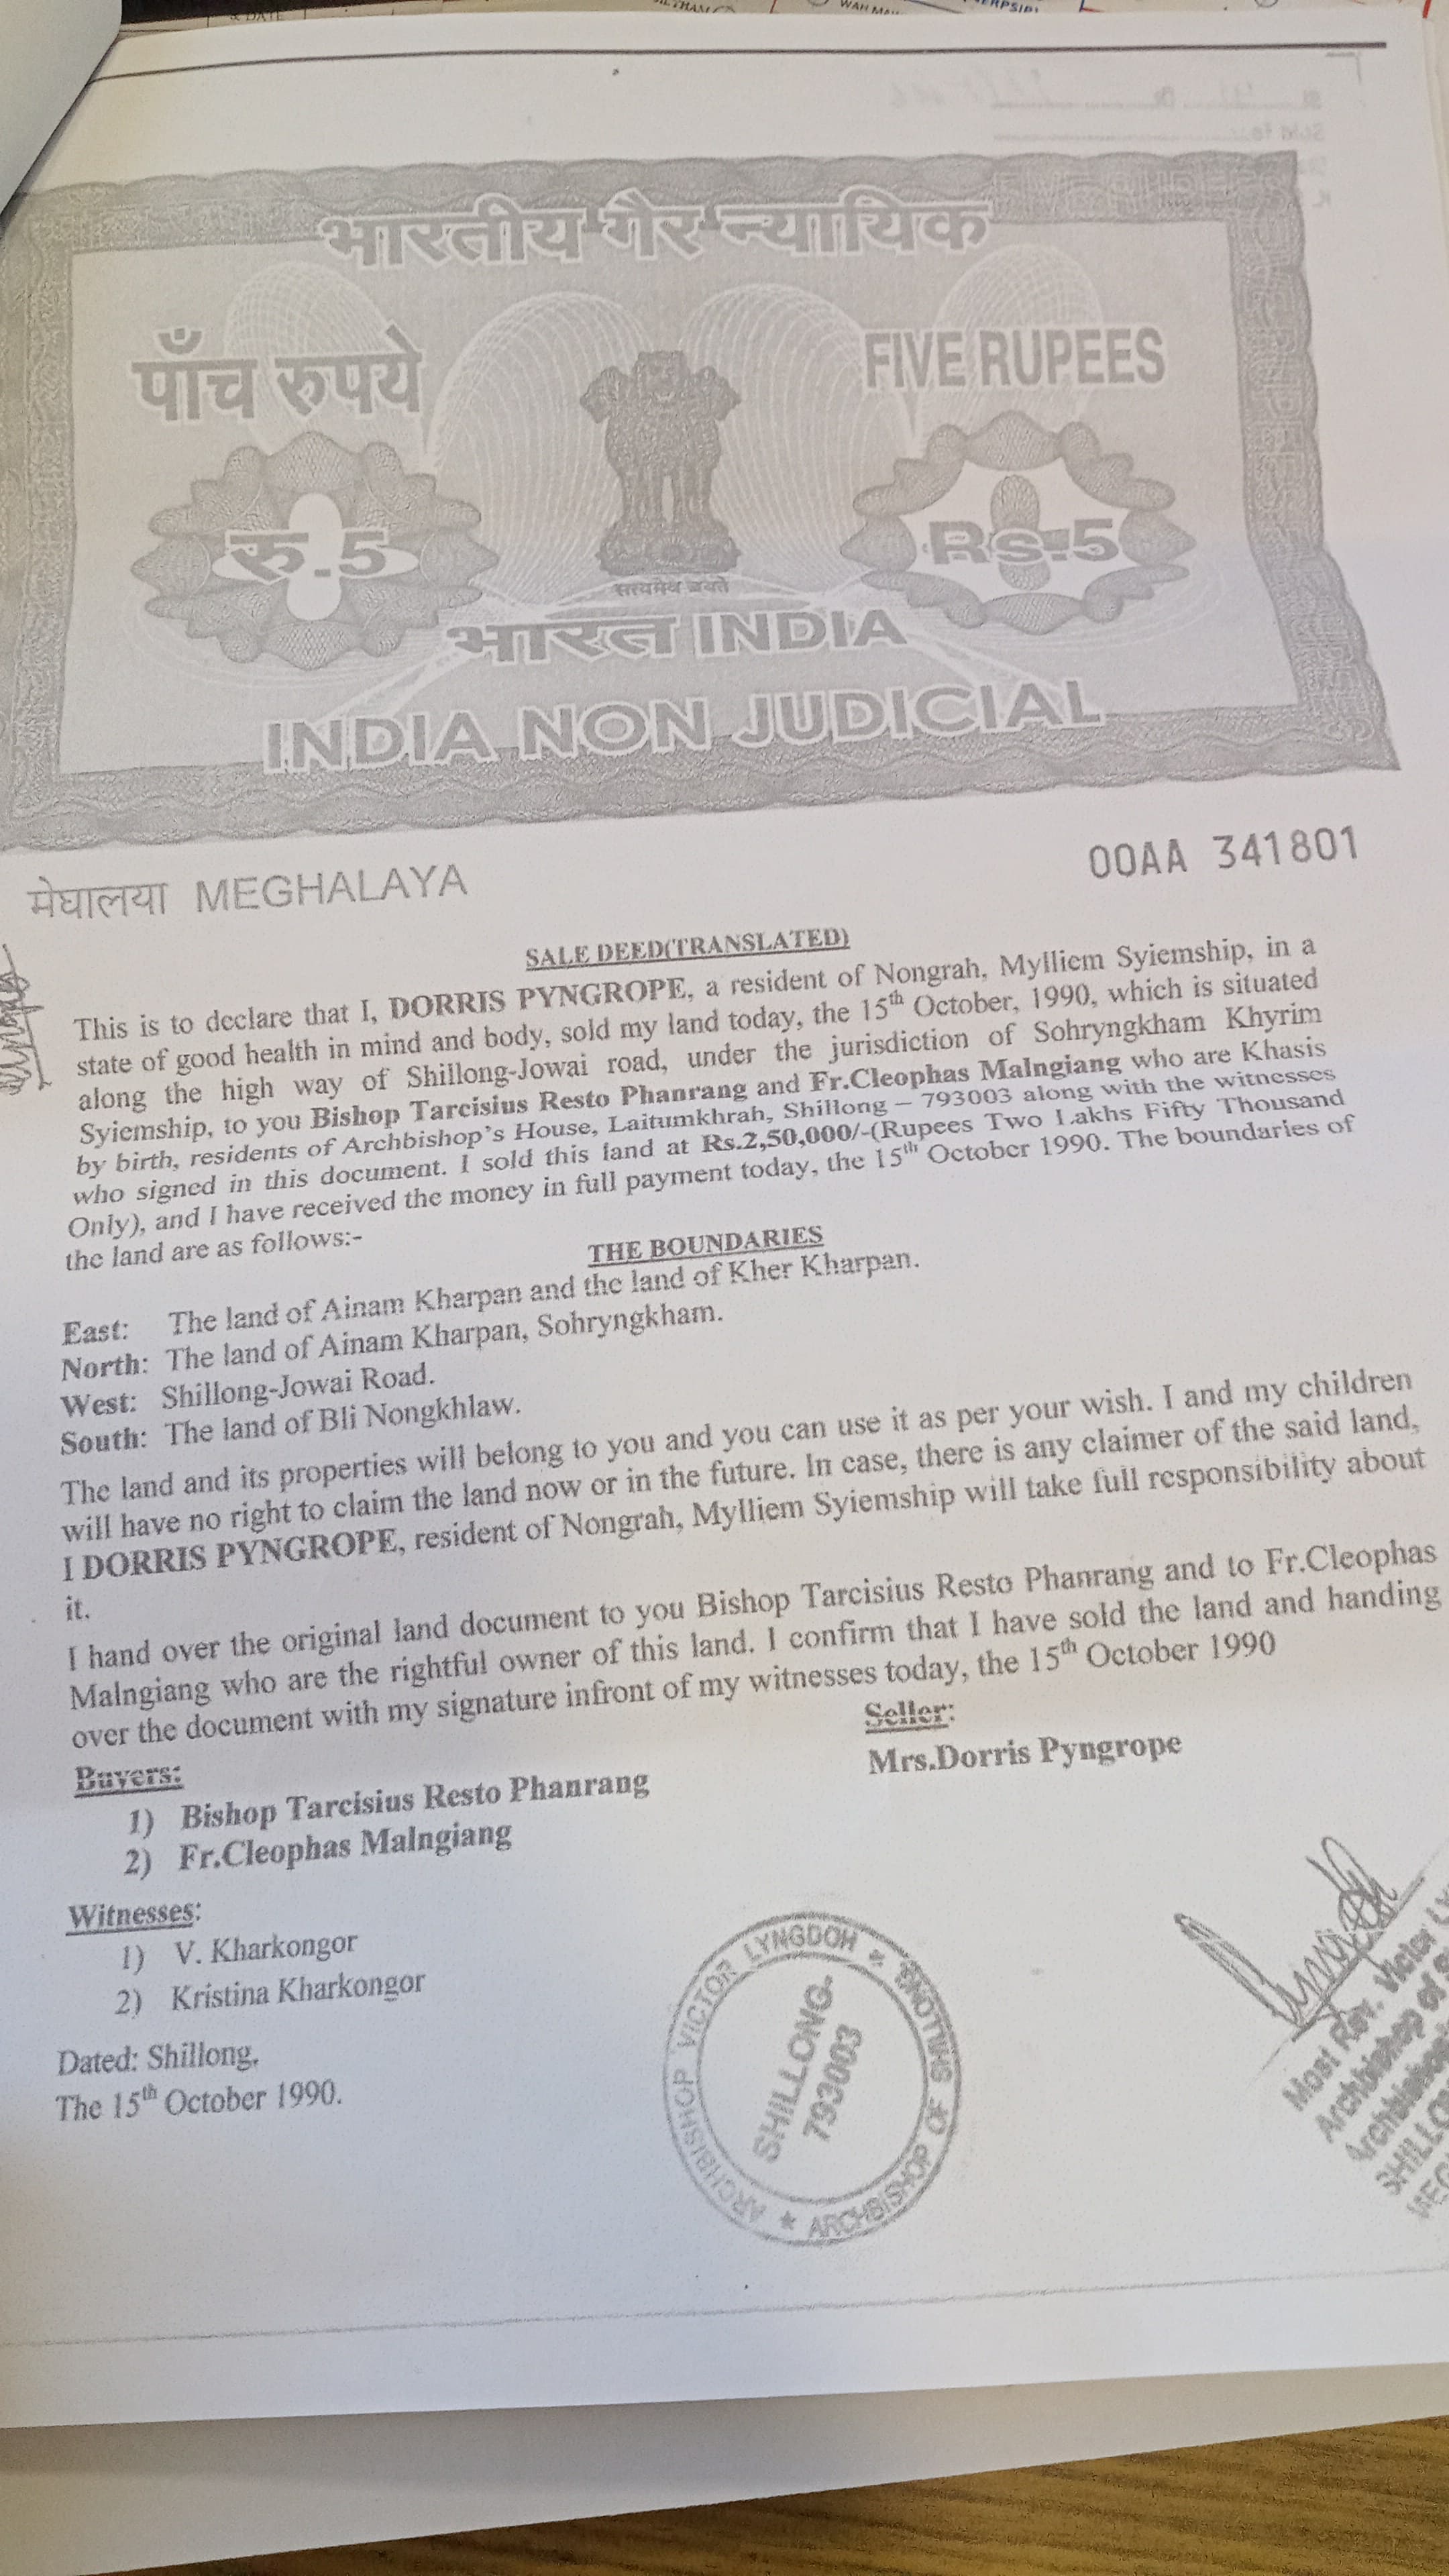 भारतीय गैर न्यायिक
पाँच रुपये
FIVE RUPEES
रु.5
Rs.5
सत्यमेव जयते
भारत INDIA
INDIA NON JUDICIAL
मेघालया MEGHALAYA
00AA 341801
SALE DEED(TRANSLATED)
This is to declare that I, DORRIS PYNGROPE, a resident of Nongrah, Mylliem Syiemship, in a
state of good health in mind and body, sold my land today, the 15th October, 1990, which is situated
along the high way of Shillong-Jowai road, under the jurisdiction of Sohryngkham Khyrim
Syiemship, to you Bishop Tarcisius Resto Phanrang and Fr.Cleophas Malngiang who are Khasis
by birth, residents of Archbishop's House, Laitumkhrah, Shillong – 793003 along with the witnesses
who signed in this document. I sold this land at Rs.2,50,000/-(Rupees Two Lakhs Fifty Thousand
Only), and I have received the money in full payment today, the 15th October 1990. The boundaries of
the land are as follows:-
THE BOUNDARIES
East: The land of Ainam Kharpan and the land of Kher Kharpan.
North: The land of Ainam Kharpan, Sohryngkham.
West: Shillong-Jowai Road.
South: The land of Bli Nongkhlaw.
The land and its properties will belong to you and you can use it as per your wish. I and my children
will have no right to claim the land now or in the future. In case, there is any claimer of the said land,
I DORRIS PYNGROPE, resident of Nongrah, Mylliem Syiemship will take full responsibility about
it.
I hand over the original land document to you Bishop Tarcisius Resto Phanrang and to Fr.Cleophas
Malngiang who are the rightful owner of this land. I confirm that I have sold the land and handing
over the document with my signature infront of my witnesses today, the 15th October 1990
Seller:
Mrs.Dorris Pyngrope
Buyers:
1) Bishop Tarcisius Resto Phanrang
2) Fr.Cleophas Malngiang
Witnesses:
1) V. Kharkongor
2) Kristina Kharkongor
Dated: Shillong,
The 15th October 1990.
ARCHBISHOP VICTOR LYNGDOH
ARCHBISHOP OF
SHILLONG-
793003
Most Rev. Victor
Archbishop of